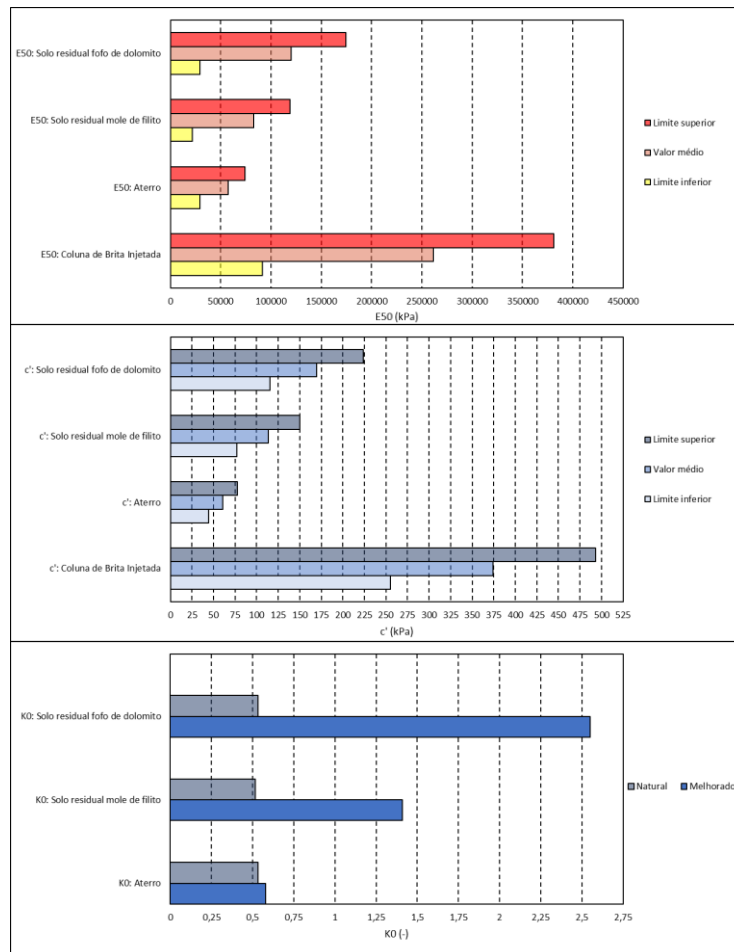 E50: Solo residual fofo de dolomito
E50: Solo residual mole de filito
E50: Aterro
E50: Coluna de Brita Injetada
Limite superior
Valor médio
Limite inferior
0 50000 100000 150000 200000 250000 300000 350000 400000 450000
E50 (kPa)
c': Solo residual fofo de dolomito
c': Solo residual mole de filito
c': Aterro
c': Coluna de Brita Injetada
Limite superior
Valor médio
Limite inferior
0 25 50 75 100 125 150 175 200 225 250 275 300 325 350 375 400 425 450 475 500 525
c' (kPa)
K0: Solo residual fofo de dolomito
K0: Solo residual mole de filito
K0: Aterro
Natural Melhorado
0 0,25 0,5 0,75 1 1,25 1,5 1,75 2 2,25 2,5 2,75
K0 (-)